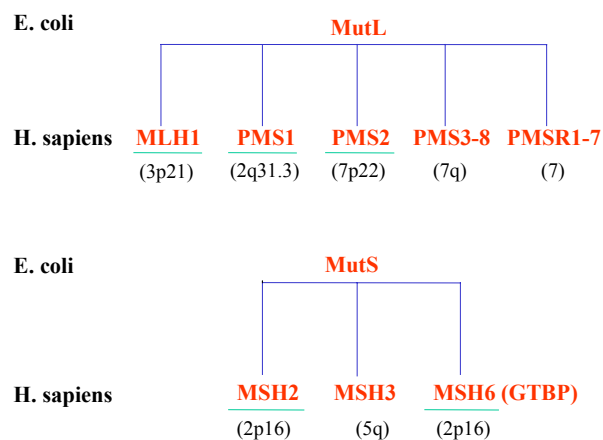 E. coli MutL
H. sapiens MLH1 PMS1 PMS2 PMS3-8 PMSR1-7
(3p21) (2q31.3) (7p22) (7q) (7)
E. coli MutS
H. sapiens MSH2 MSH3 MSH6 (GTBP)
(2p16) (5q) (2p16)